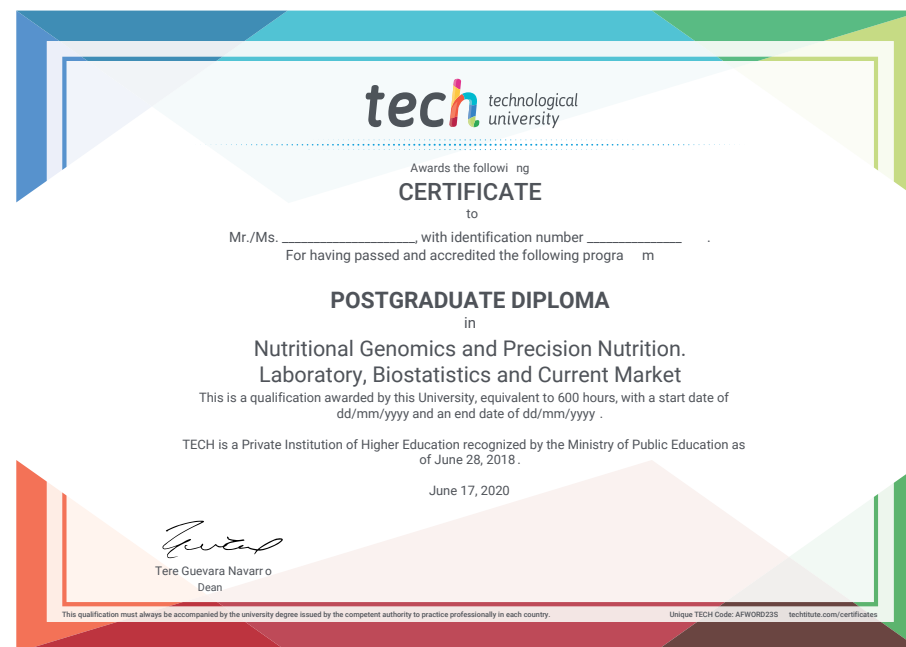 tech technological
university
Awards the followi ng
CERTIFICATE
to
Mr./Ms. ____________________, with identification number ______________ .
For having passed and accredited the following progra m
POSTGRADUATE DIPLOMA
in
Nutritional Genomics and Precision Nutrition.
Laboratory, Biostatistics and Current Market
This is a qualification awarded by this University, equivalent to 600 hours, with a start date of
dd/mm/yyyy and an end date of dd/mm/yyyy .
TECH is a Private Institution of Higher Education recognized by the Ministry of Public Education as
of June 28, 2018 .
June 17, 2020
Tere Guevara Navarr o
Dean
This qualification must always be accompanied by the university degree issued by the competent authority to practice professionally in each country. Unique TECH Code: AFWORD23S techtitute.com/certificates